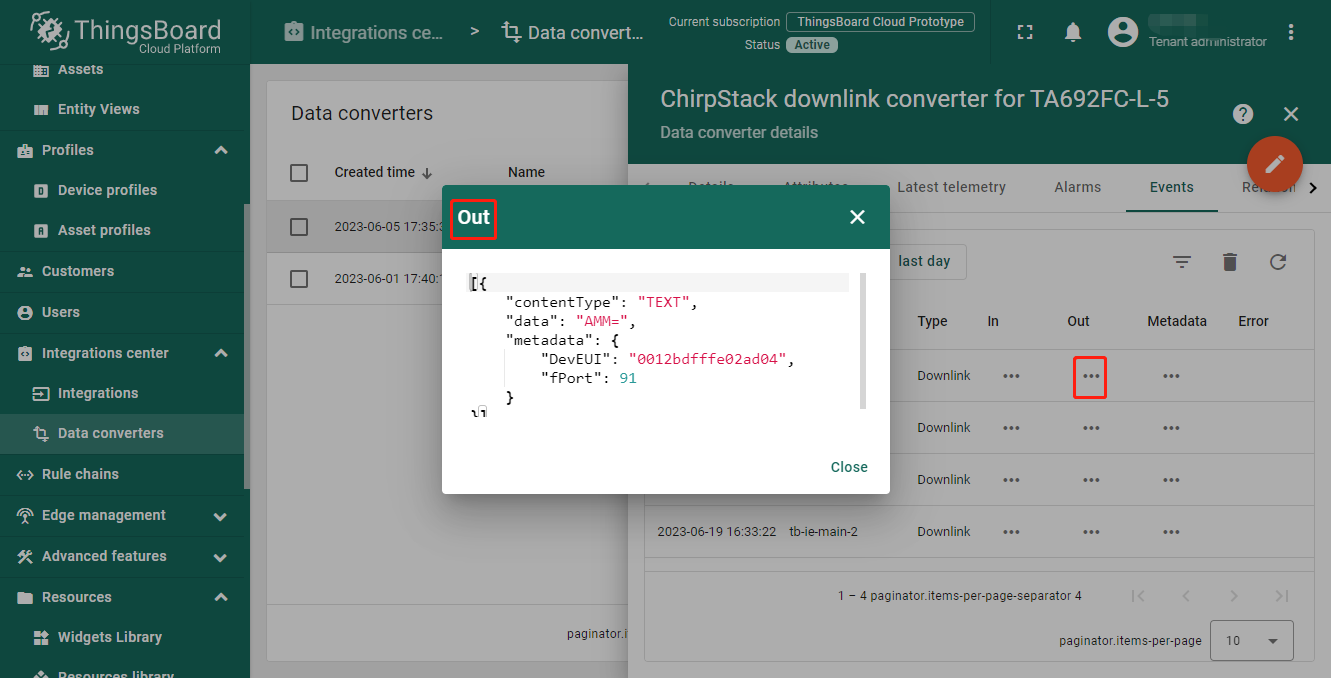 ThingsBoard
Cloud Platform
Integrations ce... > Data convert...
Current subscription ThingsBoard Cloud Prototype
Status Active
Tenant administrator
Assets
Entity Views
Profiles
Device profiles
Asset profiles
Customers
Users
Integrations center
Integrations
Data converters
Rule chains
Edge management
Advanced features
Resources
Widgets Library
Resources library
Data converters
Created time Name
2023-06-05 17:35:3
2023-06-01 17:40:
paginator.i
ChirpStack downlink converter for TA692FC-L-5
Data converter details
Details Attributes Latest telemetry Alarms Events Relation
last day
Type In Out Metadata Error
Downlink ••• ••• •••
Downlink ••• ••• •••
Downlink ••• ••• •••
2023-06-19 16:33:22 tb-ie-main-2 Downlink ••• ••• •••
1 – 4 paginator.items-per-page-separator 4
paginator.items-per-page 10
Out
[{
"contentType": "TEXT",
"data": "AMM=",
"metadata": {
"DevEUI": "0012bdfffe02ad04",
"fPort": 91
}
}]
Close